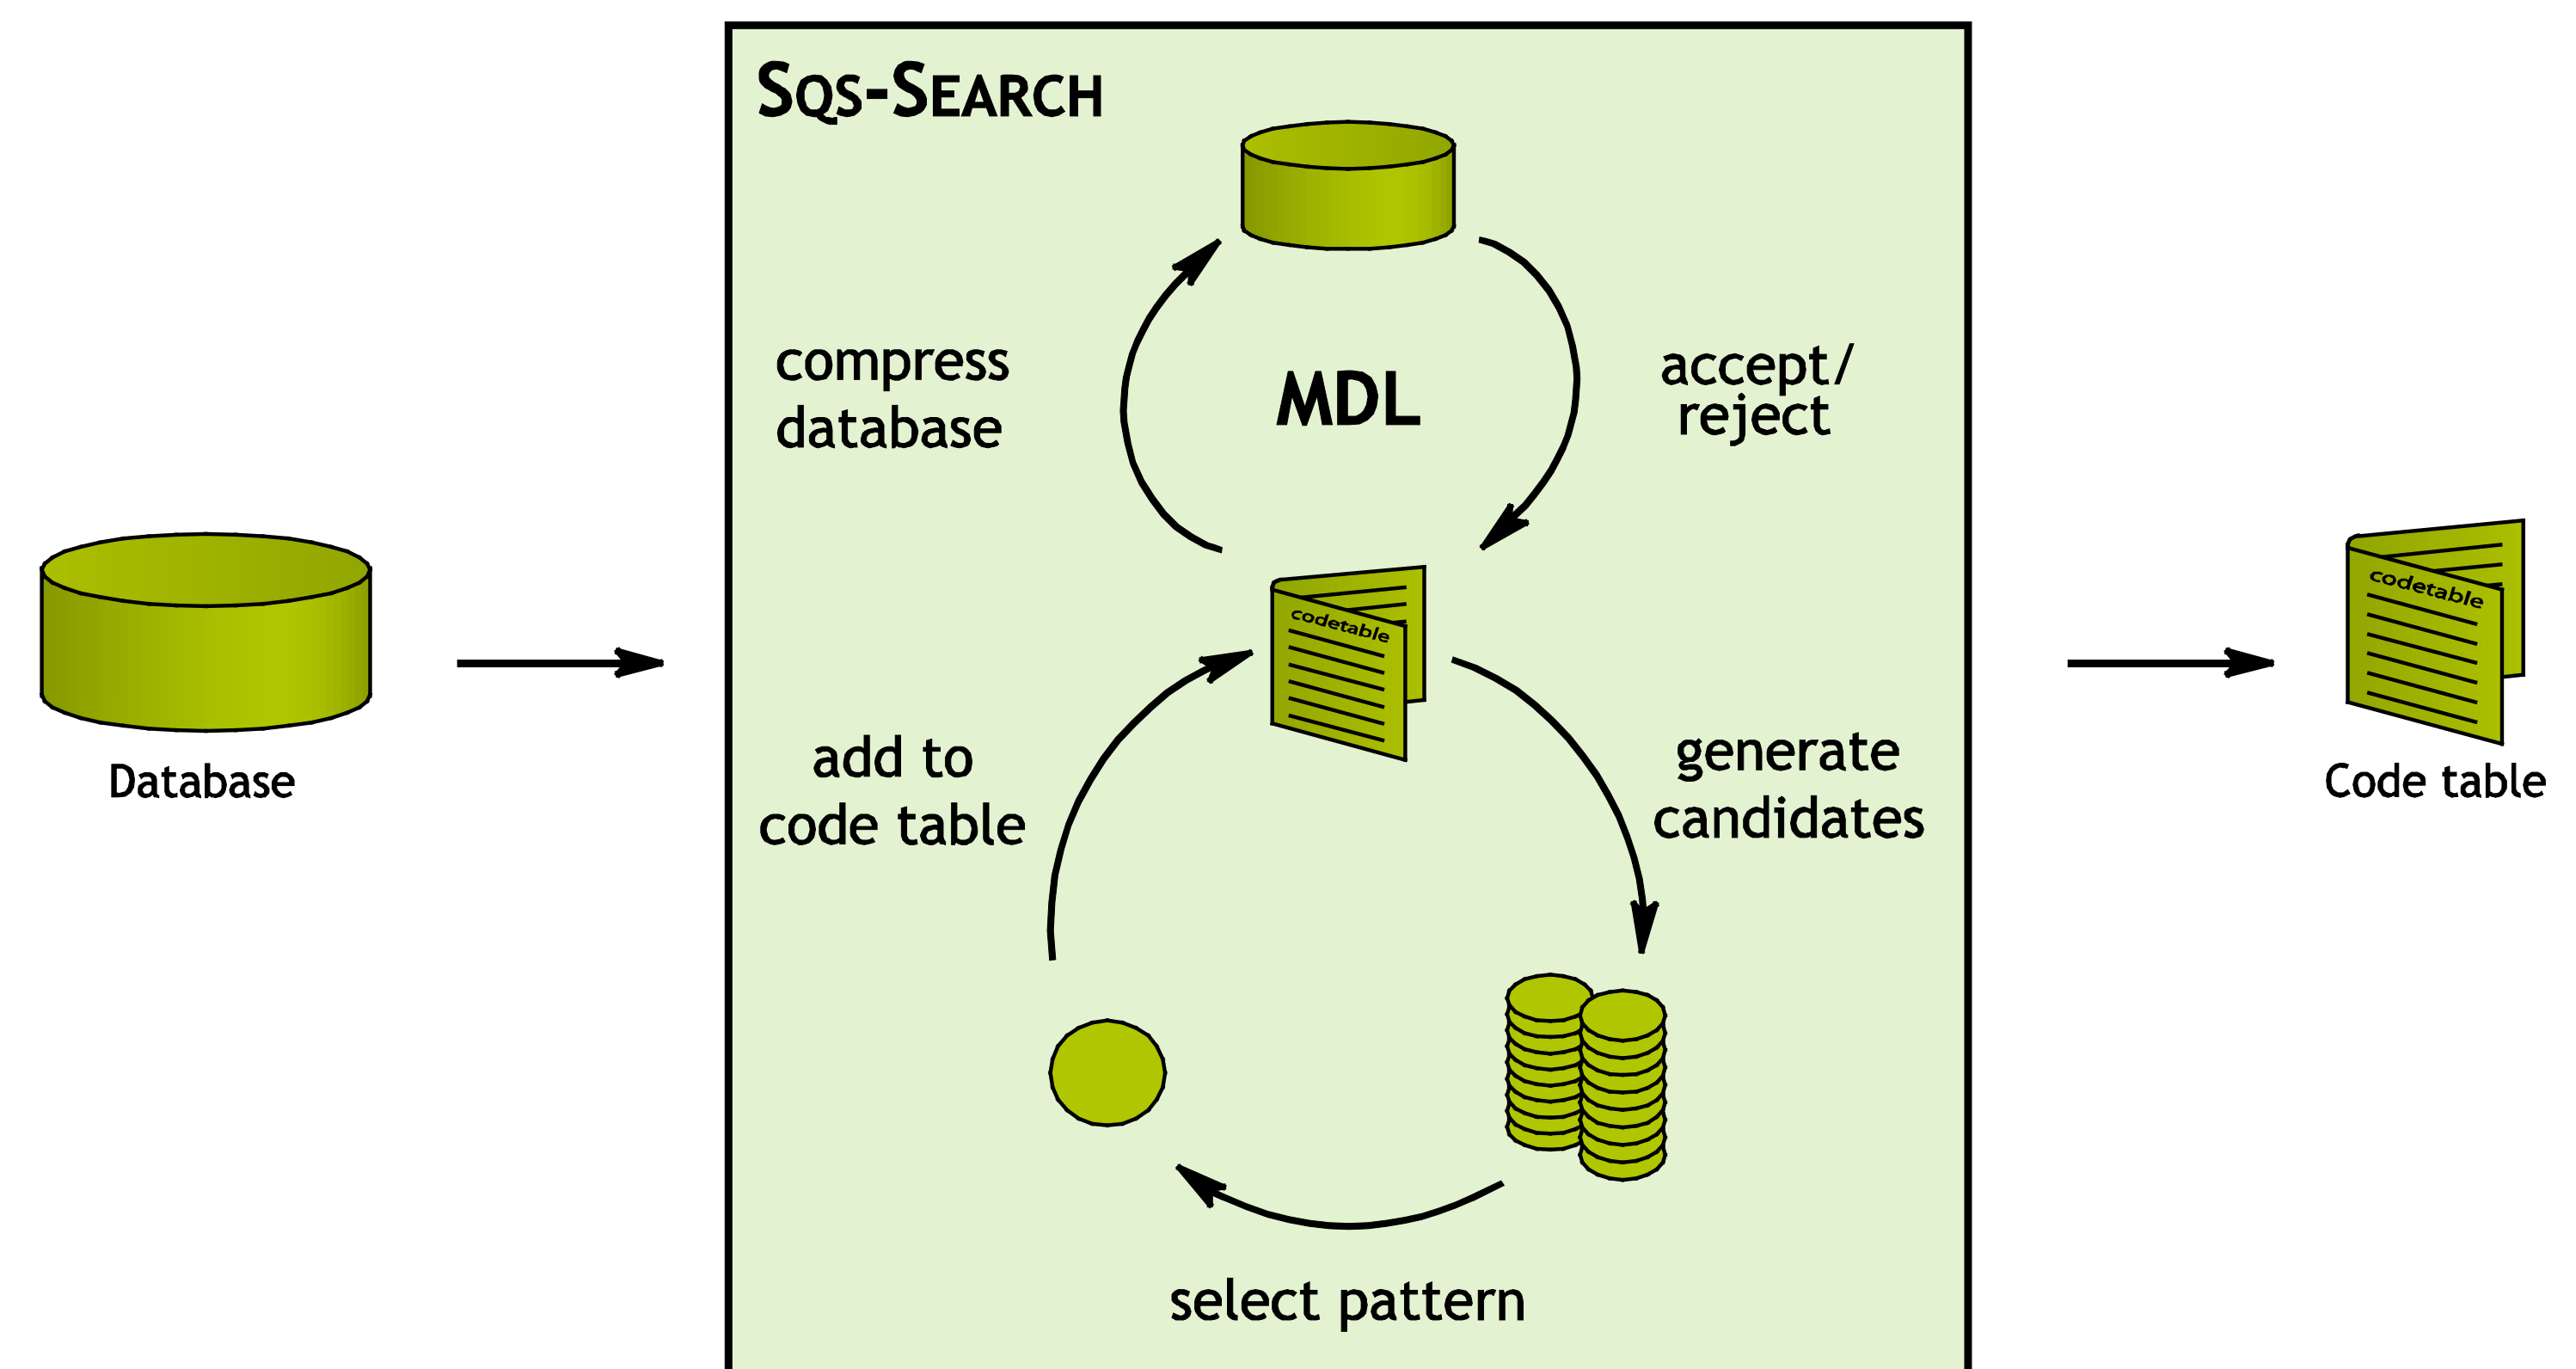 SQS-SEARCH
compress
database
MDL
accept/
reject
codetable
add to
code table
generate
candidates
select pattern
Database
codetable
Code table